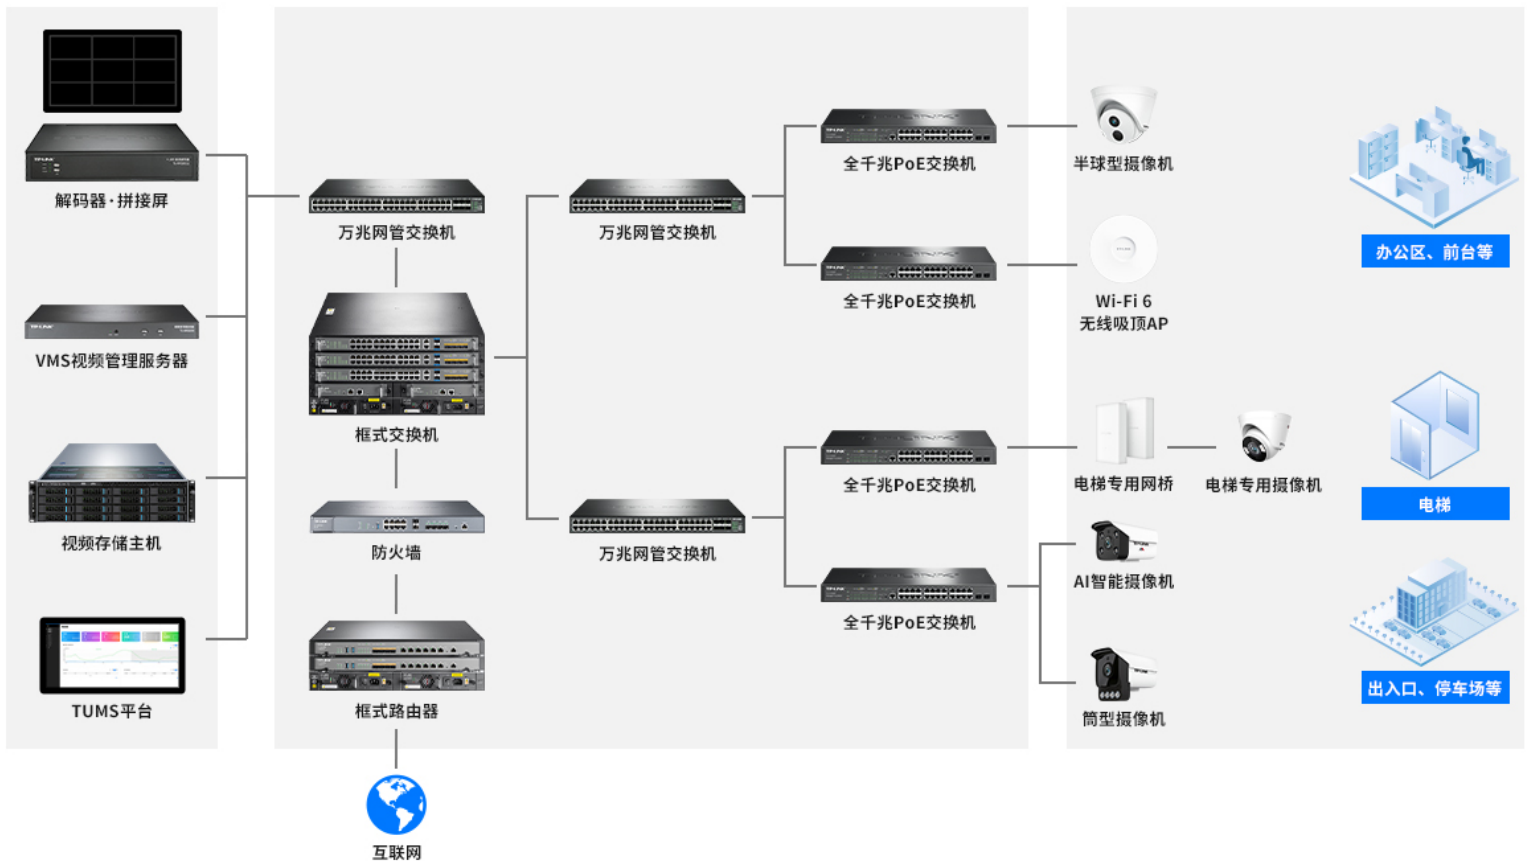 解码器·拼接屏
VMS视频管理服务器
视频存储主机
TUMS平台
万兆网管交换机
框式交换机
防火墙
框式路由器
互联网
万兆网管交换机
万兆网管交换机
全千兆PoE交换机
全千兆PoE交换机
全千兆PoE交换机
全千兆PoE交换机
半球型摄像机
Wi-Fi 6
无线吸顶AP
电梯专用网桥
电梯专用摄像机
AI智能摄像机
筒型摄像机
办公区、前台等
电梯
出入口、停车场等